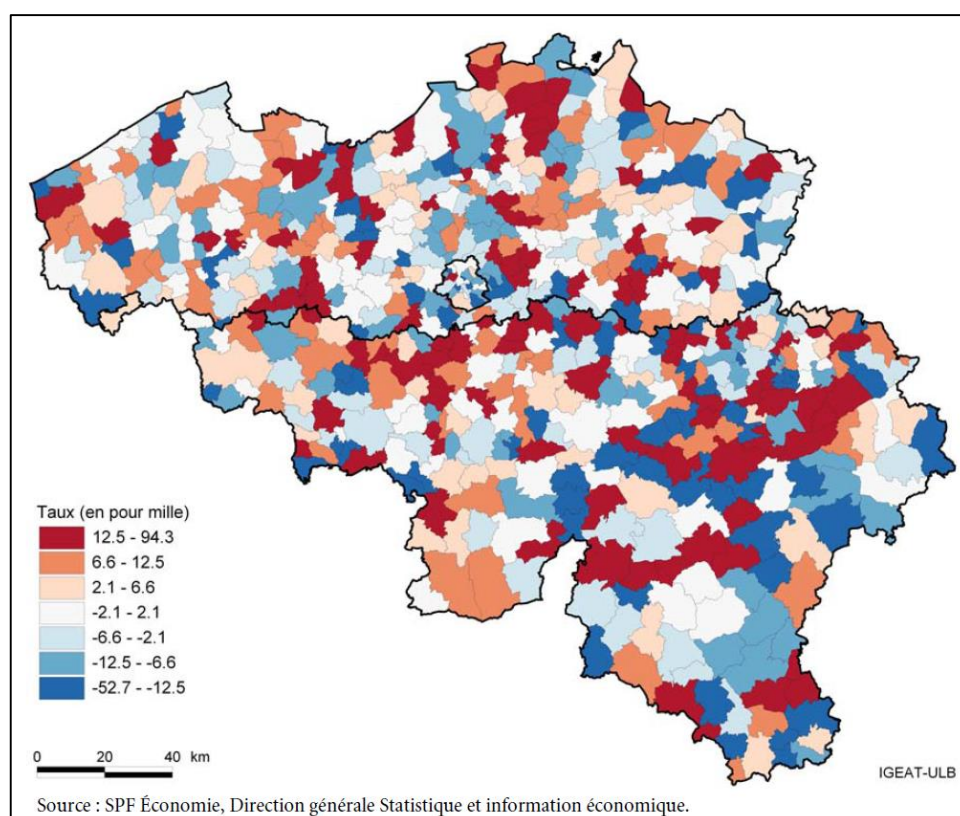 Taux (en pour mille)
12.5 - 94.3
6.6 - 12.5
2.1 - 6.6
-2.1 - 2.1
-6.6 - -2.1
-12.5 - -6.6
-52.7 - -12.5
0 20 40 km
IGEAT-ULB
Source : SPF Économie, Direction générale Statistique et information économique.